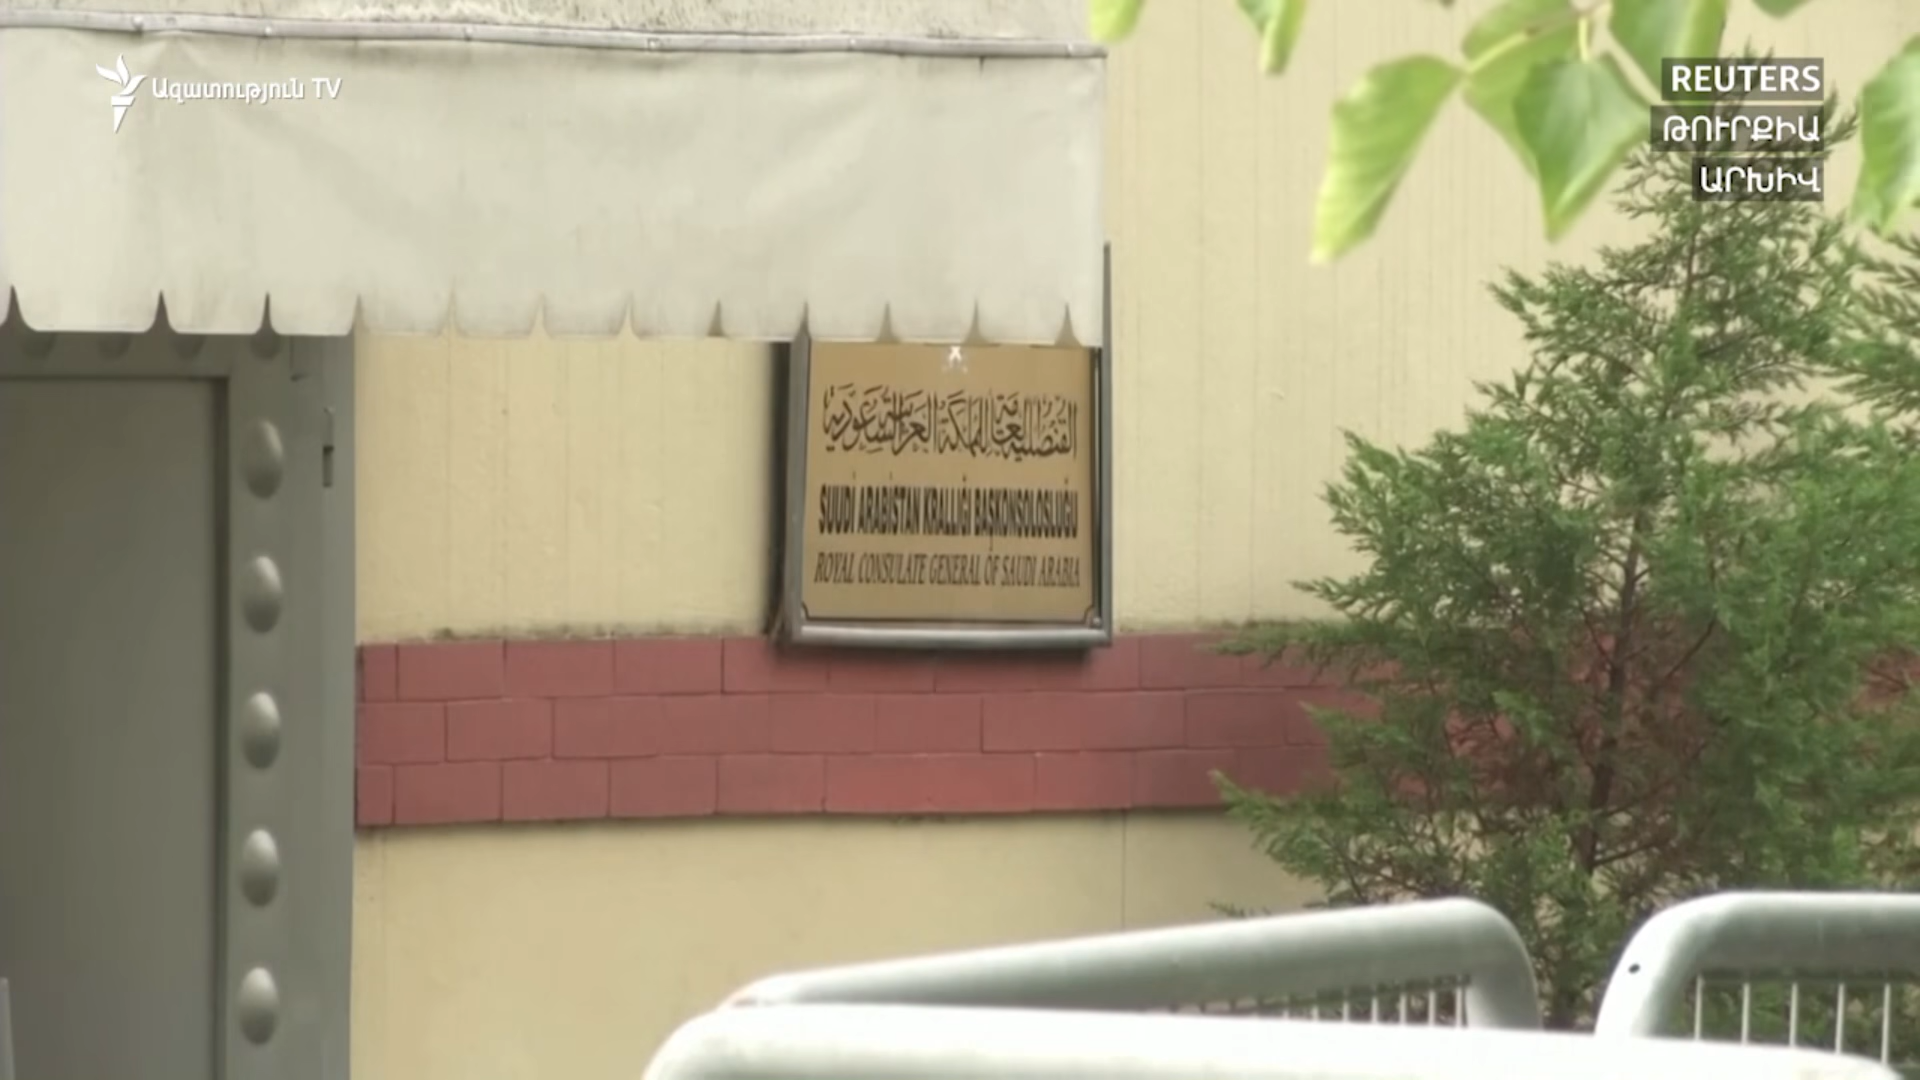 Ազատություն TV
REUTERS
ԹՈՒՐՔԻԱ
ԱՐԽԻՎ
القنصلية العامة للمملكة العربية السعودية
SUUDİ ARABİSTAN KRALLIĞI BAŞKONSOLOSLUĞU
ROYAL CONSULATE GENERAL OF SAUDI ARABIA